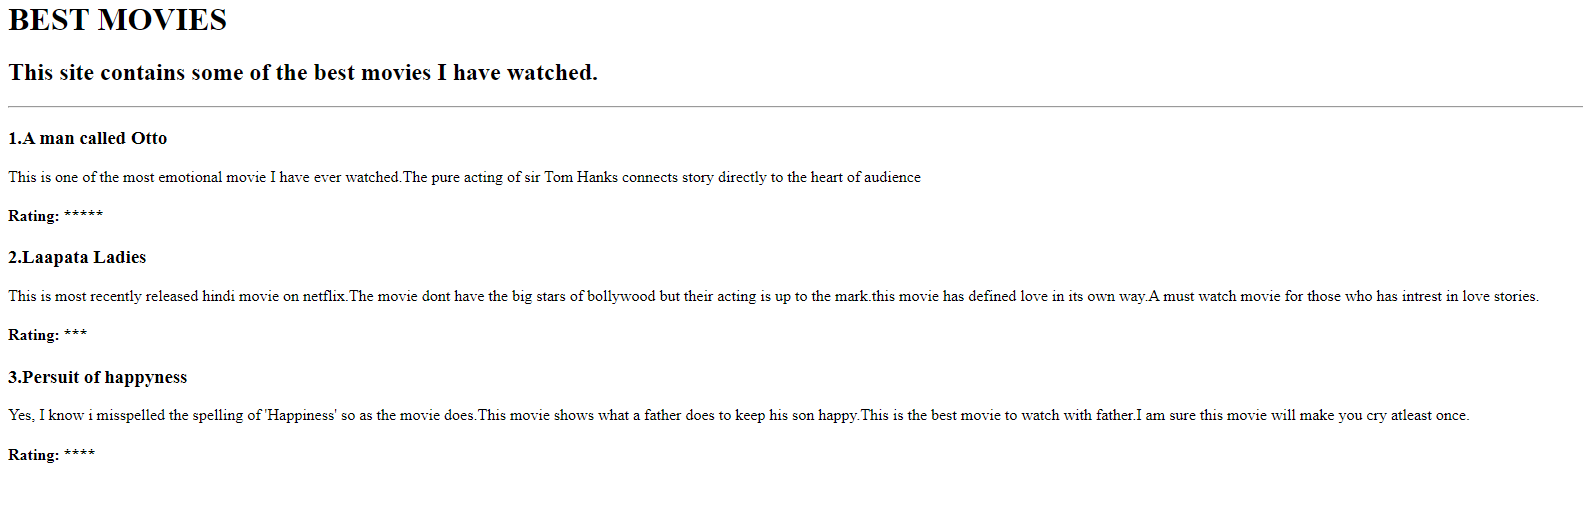 BEST MOVIES
This site contains some of the best movies I have watched.
1.A man called Otto
This is one of the most emotional movie I have ever watched.The pure acting of sir Tom Hanks connects story directly to the heart of audience
Rating: *****
2.Laapata Ladies
This is most recently released hindi movie on netflix.The movie dont have the big stars of bollywood but their acting is up to the mark.this movie has defined love in its own way.A must watch movie for those who has intrest in love stories.
Rating: ***
3.Persuit of happyness
Yes, I know i misspelled the spelling of 'Happiness' so as the movie does.This movie shows what a father does to keep his son happy.This is the best movie to watch with father.I am sure this movie will make you cry atleast once.
Rating: ****